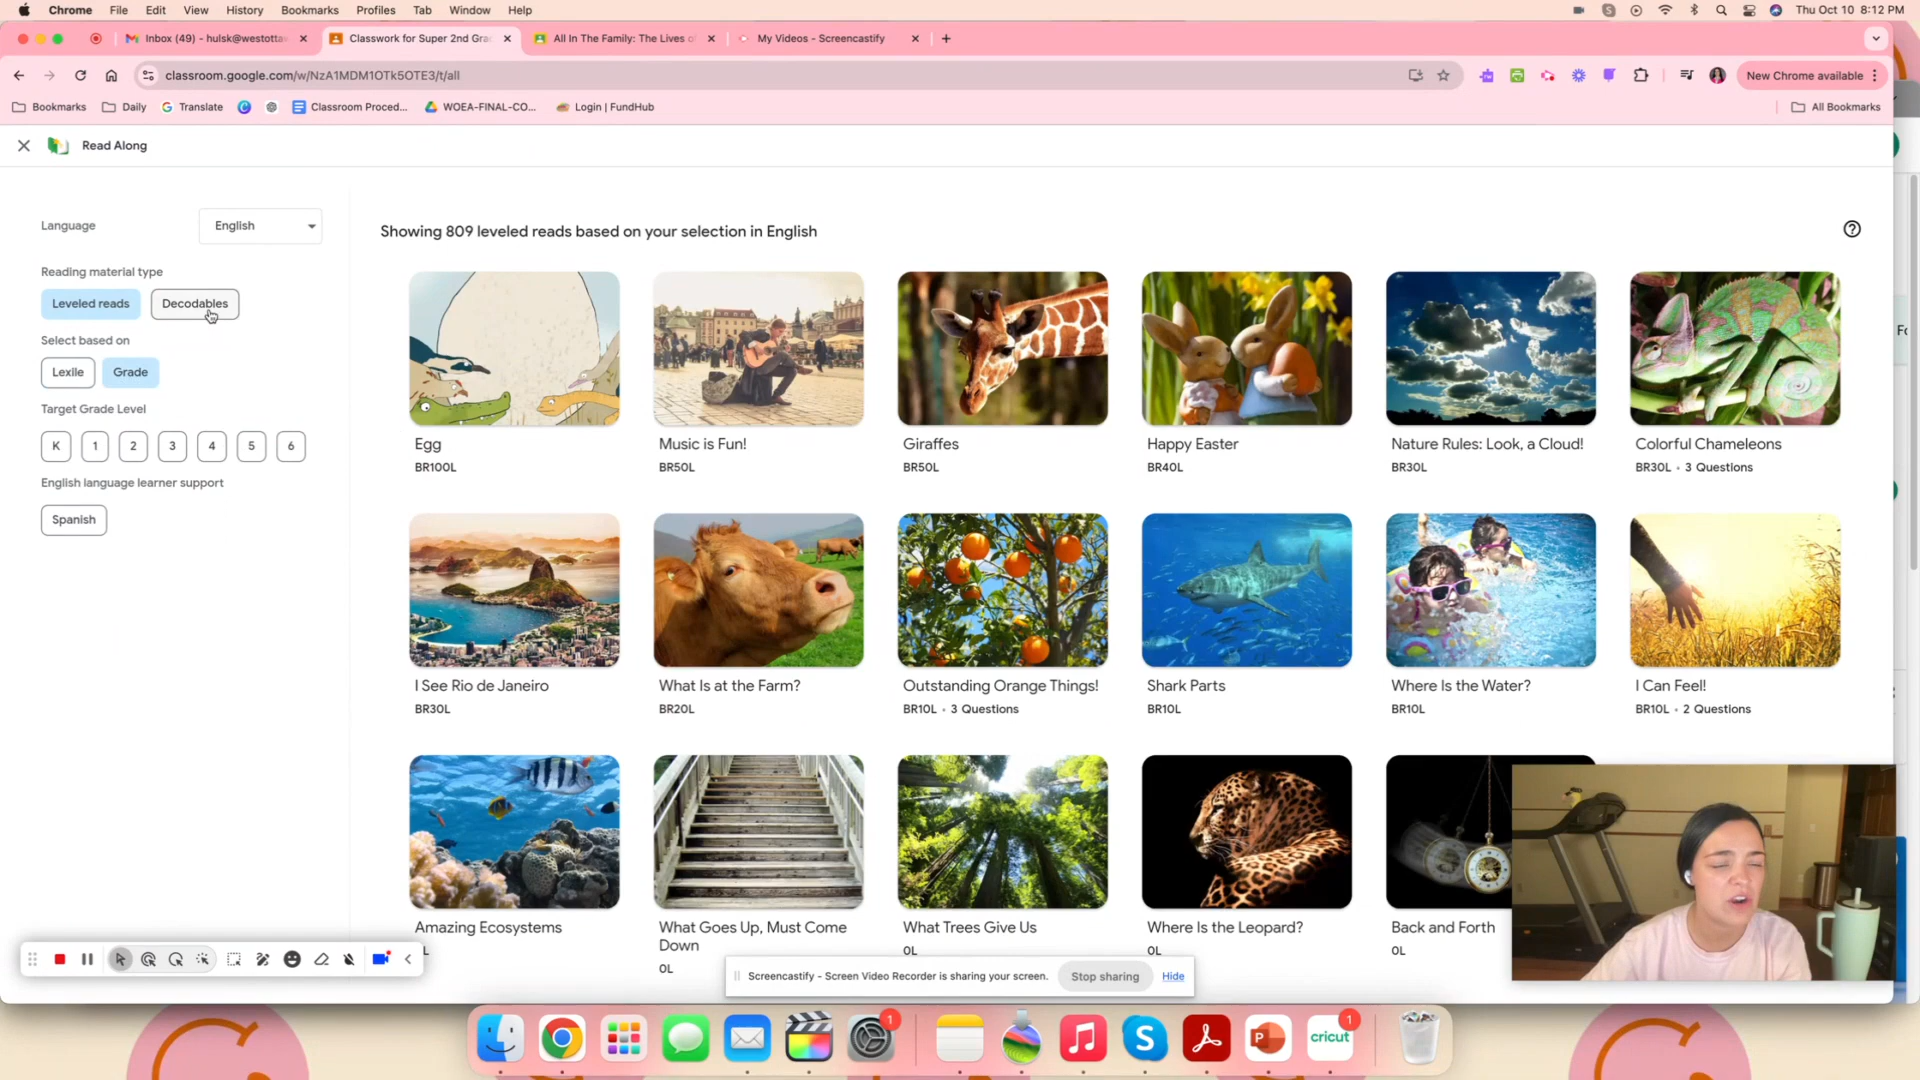 Chrome File Edit View History Bookmarks Profiles Tab Window Help Thu Oct 10 8:12 PM
Inbox (49) - hulsk@westotta
Classwork for Super 2nd Gra
All In The Family: The Lives o
My Videos - Screencastify
classroom.google.com/w/NzA1MDM1OTk5OTE3/t/all
New Chrome available
Bookmarks Daily Translate Classroom Proced... WOEA-FINAL-CO... Login | FundHub All Bookmarks
Read Along
Language English
Reading material type
Leveled reads Decodables
Select based on
Lexile Grade
Target Grade Level
K 1 2 3 4 5 6
English language learner support
Spanish
Showing 809 leveled reads based on your selection in English
Egg
BR100L
Music is Fun!
BR50L
Giraffes
BR50L
Happy Easter
BR40L
Nature Rules: Look, a Cloud!
BR30L
Colorful Chameleons
BR30L • 3 Questions
I See Rio de Janeiro
BR30L
What Is at the Farm?
BR20L
Outstanding Orange Things!
BR10L • 3 Questions
Shark Parts
BR10L
Where Is the Water?
BR10L
I Can Feel!
BR10L • 2 Questions
Amazing Ecosystems
What Goes Up, Must Come
Down
0L
What Trees Give Us
0L
Where Is the Leopard?
0L
Back and Forth
0L
Screencastify - Screen Video Recorder is sharing your screen. Stop sharing Hide
1
cricut
1